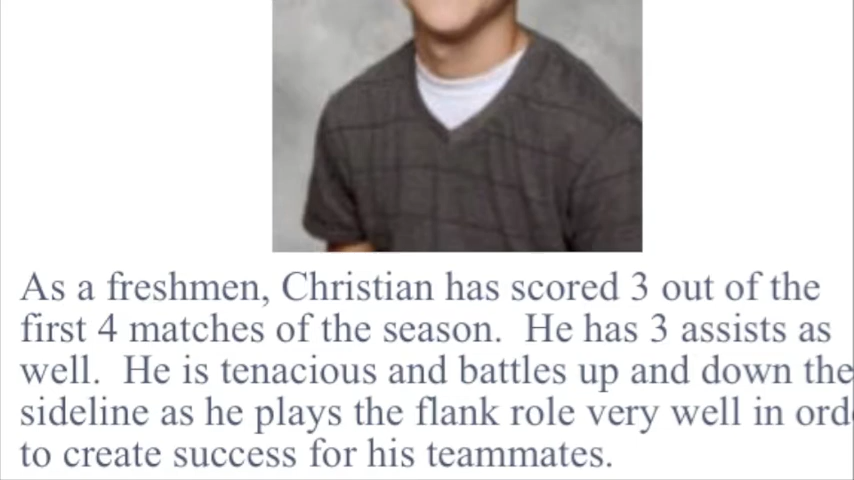 As a freshmen, Christian has scored 3 out of the
first 4 matches of the season.  He has 3 assists as
well.  He is tenacious and battles up and down the
sideline as he plays the flank role very well in
to create success for his teammates.